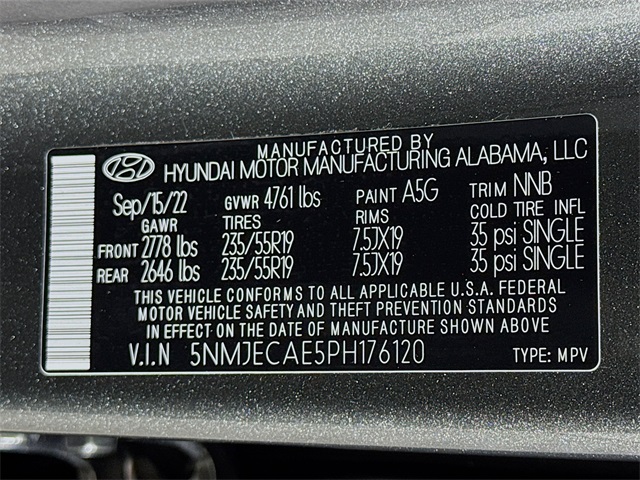 MANUFACTURED BY
HYUNDAI MOTOR MANUFACTURING ALABAMA, LLC
Sep/15/22 GVWR 4761 lbs PAINT A5G TRIM NNB
GAWR TIRES RIMS COLD TIRE INFL
FRONT 2778 lbs 235/55R19 7.5JX19 35 psi SINGLE
REAR 2646 lbs 235/55R19 7.5JX19 35 psi SINGLE
THIS VEHICLE CONFORMS TO ALL APPLICABLE U.S.A. FEDERAL
MOTOR VEHICLE SAFETY AND THEFT PREVENTION STANDARDS
IN EFFECT ON THE DATE OF MANUFACTURE SHOWN ABOVE
V.I.N 5NMJECAE5PH176120 TYPE: MPV